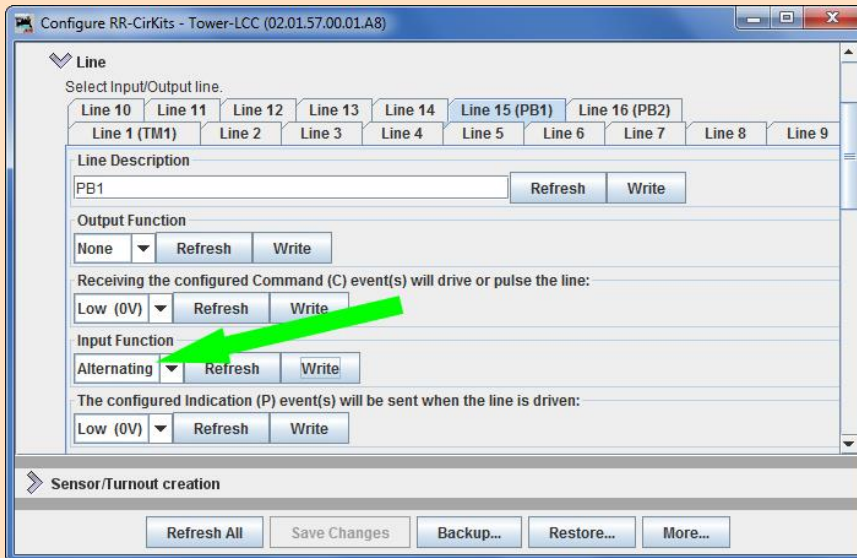 Configure RR-CirKits - Tower-LCC (02.01.57.00.01.A8)
Line
Select Input/Output line.
Line 10 Line 11 Line 12 Line 13 Line 14 Line 15 (PB1) Line 16 (PB2)
Line 1 (TM1) Line 2 Line 3 Line 4 Line 5 Line 6 Line 7 Line 8 Line 9
Line Description
PB1 Refresh Write
Output Function
None Refresh Write
Receiving the configured Command (C) event(s) will drive or pulse the line:
Low (0V) Refresh Write
Input Function
Alternating Refresh Write
The configured Indication (P) event(s) will be sent when the line is driven:
Low (0V) Refresh Write
Sensor/Turnout creation
Refresh All Save Changes Backup... Restore... More...